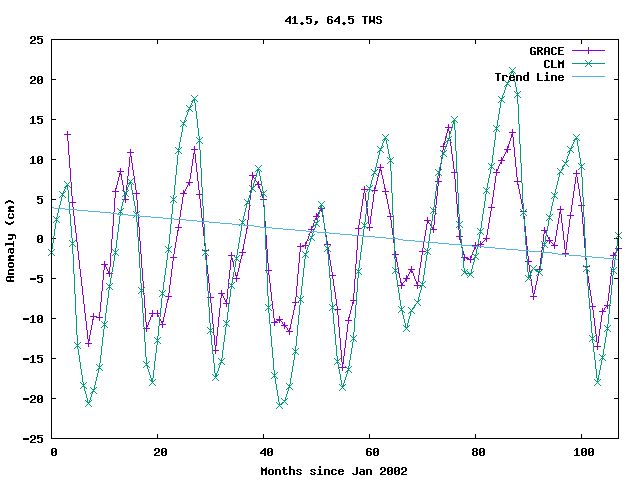 41.5, 64.5 TWS
GRACE
CLM
Trend Line
Anomaly (cm)
25
20
15
10
5
0
-5
-10
-15
-20
-25
0 20 40 60 80 100
Months since Jan 2002